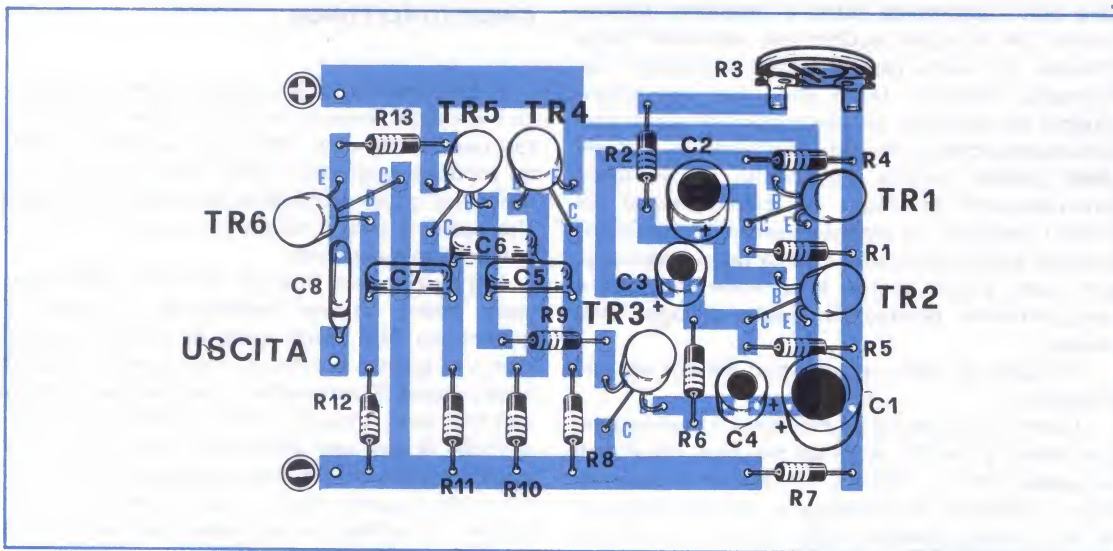 R3
+
R13
TR5
TR4
R2
C2
R4
TR1
E
C
B
B
C
E
B
C
E
TR6
+
C6
R1
C8
C7
C5
C3
TR2
B
C
E
TR3
+
R9
R5
USCITA
R12
C
R6
C4
+
+
C1
R8
R11
R10
R7
-